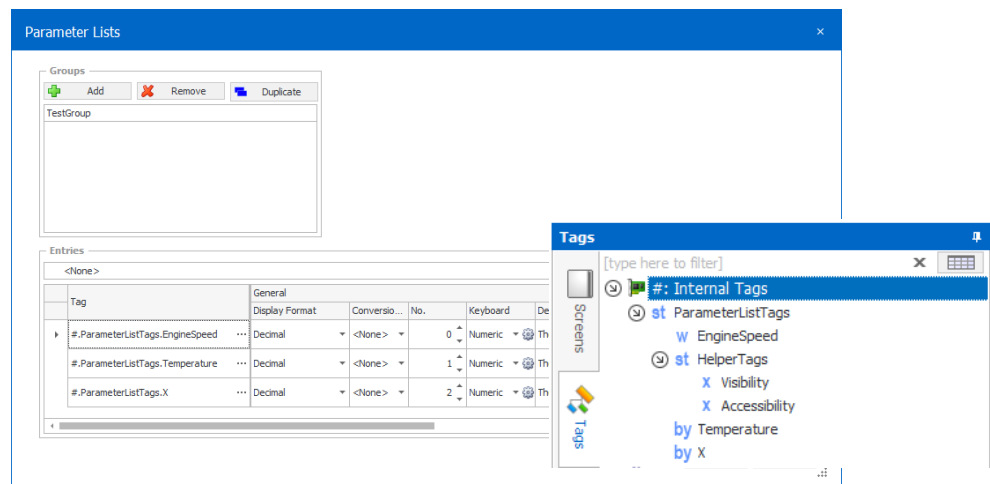 Parameter Lists
Groups
Add Remove Duplicate
TestGroup
Entries
<None>
Tag General
Display Format Conversio... No. Keyboard De
#.ParameterListTags.EngineSpeed ... Decimal <None> 0 Numeric Th
#.ParameterListTags.Temperature ... Decimal <None> 1 Numeric Th
#.ParameterListTags.X ... Decimal <None> 2 Numeric Th
Tags
[type here to filter]
Screens
Tags
#: Internal Tags
st ParameterListTags
W EngineSpeed
st HelperTags
X Visibility
X Accessibility
by Temperature
by X